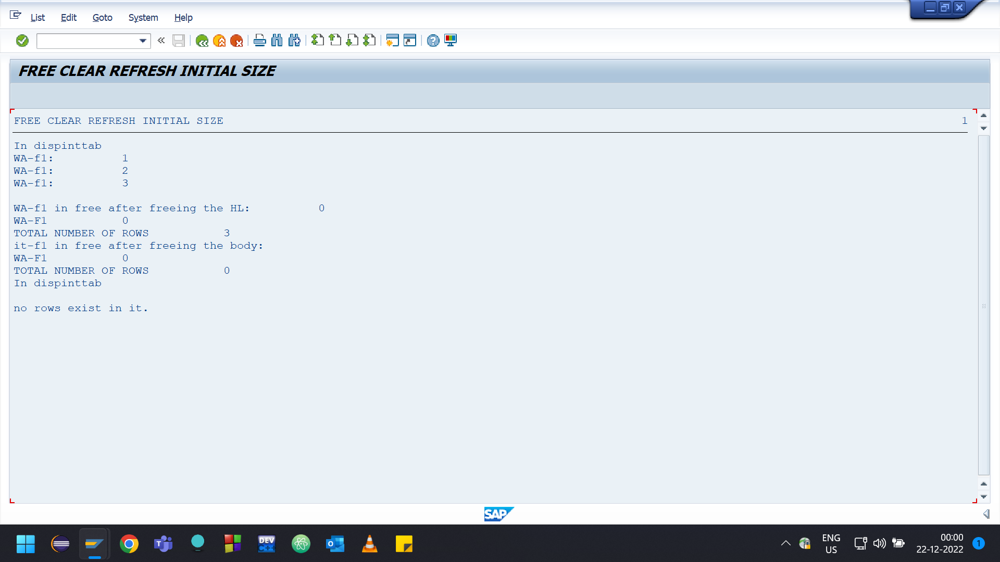 List Edit Goto System Help
FREE CLEAR REFRESH INITIAL SIZE
FREE CLEAR REFRESH INITIAL SIZE 1
In dispinttab
WA-f1: 1
WA-f1: 2
WA-f1: 3
WA-f1 in free after freeing the HL: 0
WA-F1 0
TOTAL NUMBER OF ROWS 3
it-f1 in free after freeing the body:
WA-F1 0
TOTAL NUMBER OF ROWS 0
In dispinttab
no rows exist in it.
SAP
T
DEV
C++
O
ENG
US
00:00
22-12-2022
1